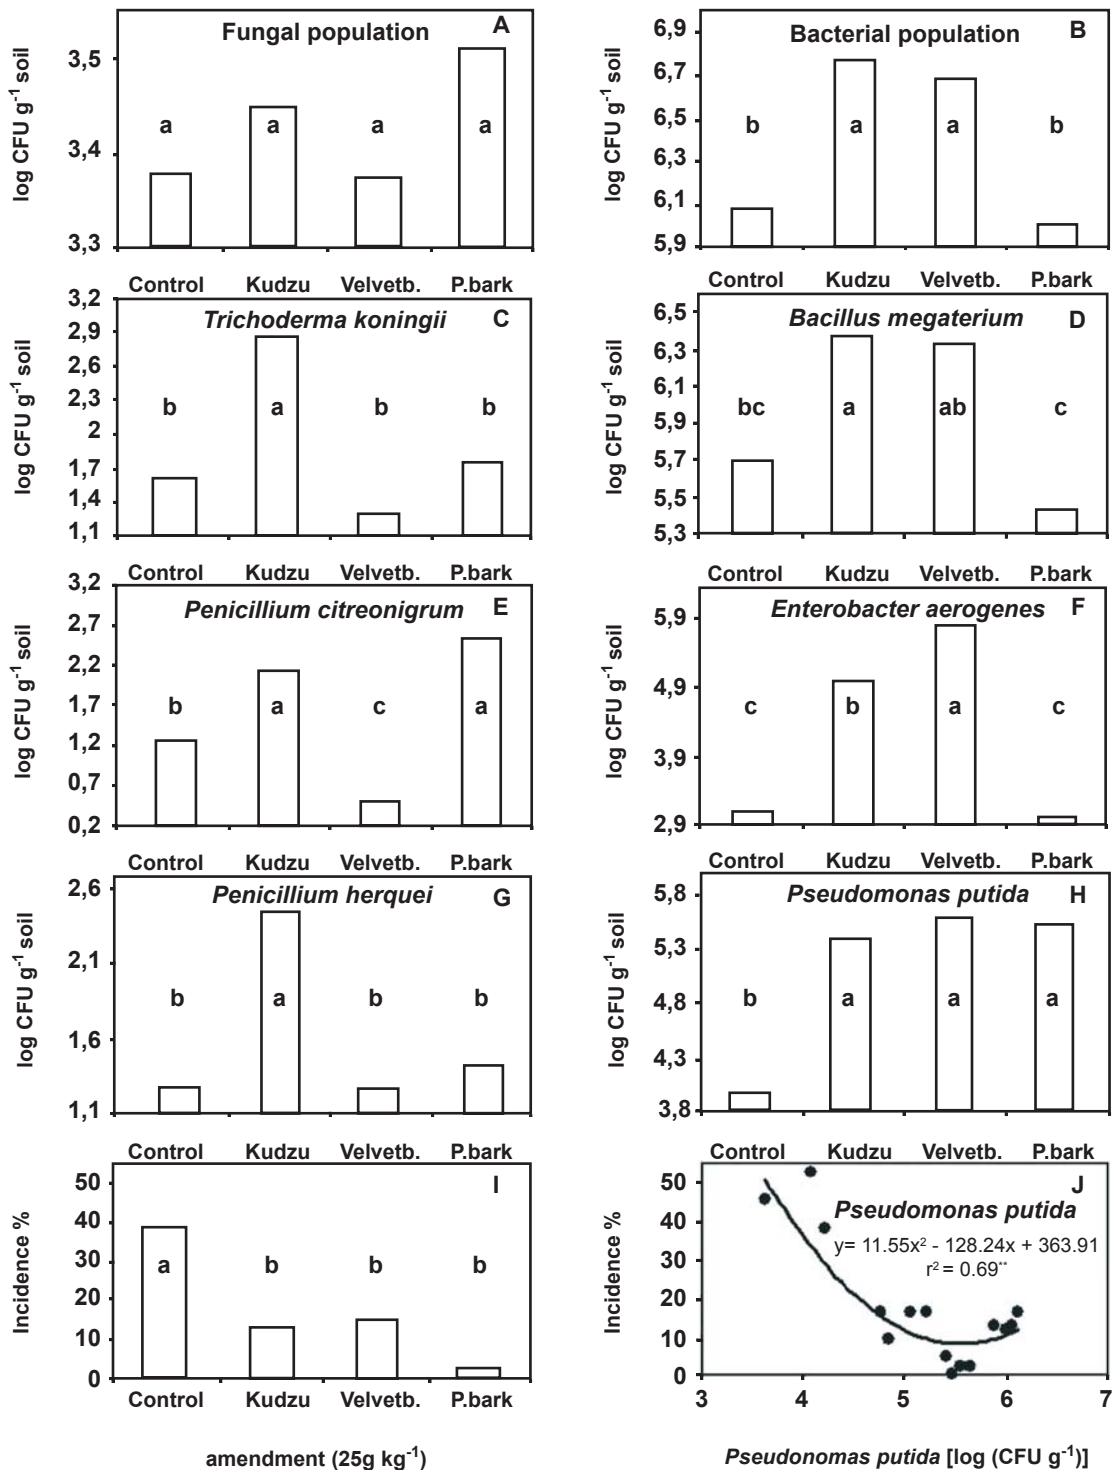 Fungal population A
log CFU g⁻¹ soil
3,5
3,4
3,3
a a a a
Control Kudzu Velvetb. P.bark
Bacterial population B
log CFU g⁻¹ soil
6,9
6,7
6,5
6,3
6,1
5,9
b a a b
Control Kudzu Velvetb. P.bark
Trichoderma koningii C
log CFU g⁻¹ soil
3,2
2,9
2,6
2,3
2
1,7
1,4
1,1
b a b b
Control Kudzu Velvetb. P.bark
Bacillus megaterium D
log CFU g⁻¹ soil
6,5
6,3
6,1
5,9
5,7
5,5
5,3
bc a ab c
Control Kudzu Velvetb. P.bark
Penicillium citreonigrum E
log CFU g⁻¹ soil
3,2
2,7
2,2
1,7
1,2
0,7
0,2
b a c a
Control Kudzu Velvetb. P.bark
Enterobacter aerogenes F
log CFU g⁻¹ soil
5,9
4,9
3,9
2,9
c b a c
Control Kudzu Velvetb. P.bark
Penicillium herquei G
log CFU g⁻¹ soil
2,6
2,1
1,6
1,1
b a b b
Control Kudzu Velvetb. P.bark
Pseudomonas putida H
log CFU g⁻¹ soil
5,8
5,3
4,8
4,3
3,8
b a a a
Control Kudzu Velvetb. P.bark
I
Incidence %
50
40
30
20
10
0
a b b b
Control Kudzu Velvetb. P.bark
amendment (25g kg⁻¹)
J
Pseudomonas putida
y= 11.55x² - 128.24x + 363.91
r² = 0.69**
Incidence %
50
40
30
20
10
0
3 4 5 6 7
Pseudonomas putida [log (CFU g⁻¹)]